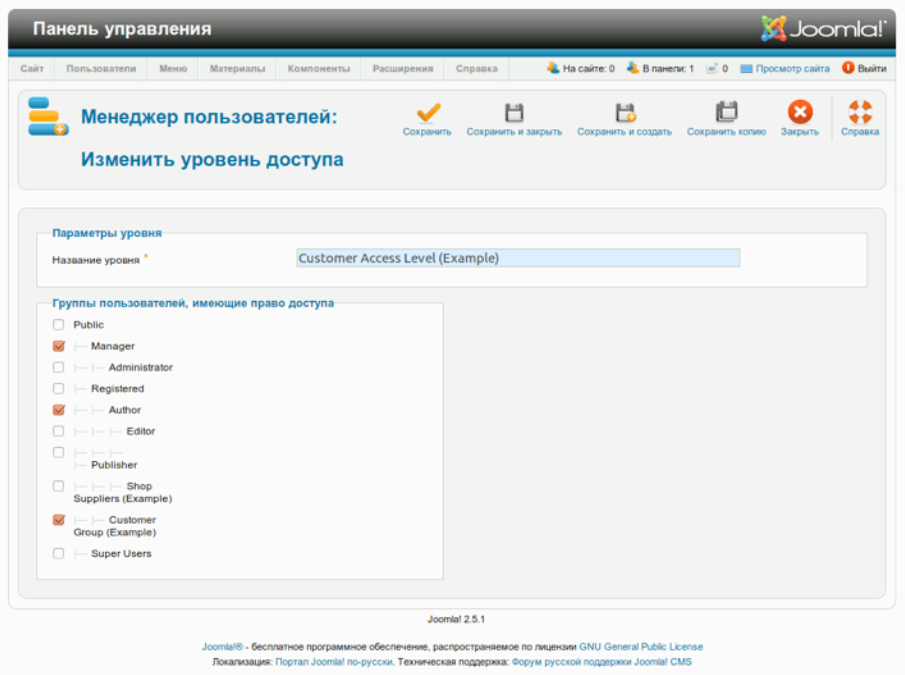 Панель управления
Joomla!
Сайт Пользователи Меню Материалы Компоненты Расширения Справка На сайте: 0 В панели: 1 0 Просмотр сайта Выйти
Менеджер пользователей:
Изменить уровень доступа
Сохранить Сохранить и закрыть Сохранить и создать Сохранить копию Закрыть Справка
Параметры уровня
Название уровня * Customer Access Level (Example)
Группы пользователей, имеющие право доступа
Public
Manager
Administrator
Registered
Author
Editor
Publisher
Shop
Suppliers (Example)
Customer
Group (Example)
Super Users
Joomla! 2.5.1
Joomla!® - бесплатное программное обеспечение, распространяемое по лицензии GNU General Public License
Локализация: Портал Joomla! по-русски. Техническая поддержка: Форум русской поддержки Joomla! CMS